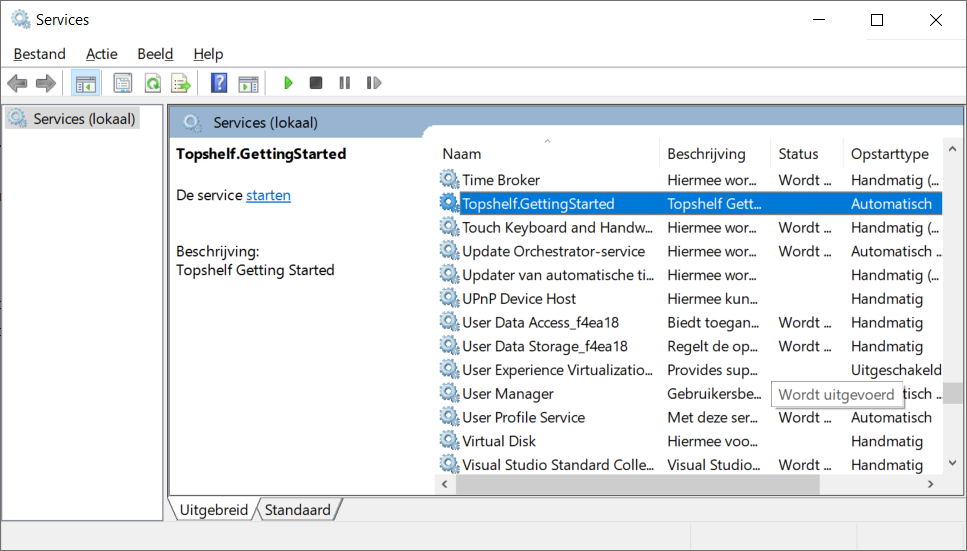 Services
Bestand Actie Beeld Help
Services (lokaal)
Services (lokaal)
Topshelf.GettingStarted
De service starten
Beschrijving:
Topshelf Getting Started
Naam Beschrijving Status Opstarttype
Time Broker Hiermee wor... Wordt ... Handmatig (...
Topshelf.GettingStarted Topshelf Gett... Automatisch
Touch Keyboard and Handw... Hiermee wor... Wordt ... Handmatig (...
Update Orchestrator-service Hiermee wor... Wordt ... Automatisch ...
Updater van automatische ti... Hiermee wor... Handmatig (...
UPnP Device Host Hiermee kun... Handmatig
User Data Access_f4ea18 Biedt toegan... Wordt ... Handmatig
User Data Storage_f4ea18 Regelt de op... Wordt ... Handmatig
User Experience Virtualizatio... Provides sup... Uitgeschakeld
User Manager Gebruikersbe... Wordt uitgevoerd tisch ...
User Profile Service Met deze ser... Wordt ... Automatisch
Virtual Disk Hiermee voo... Handmatig
Visual Studio Standard Colle... Visual Studio... Wordt ... Handmatig
Uitgebreid Standaard